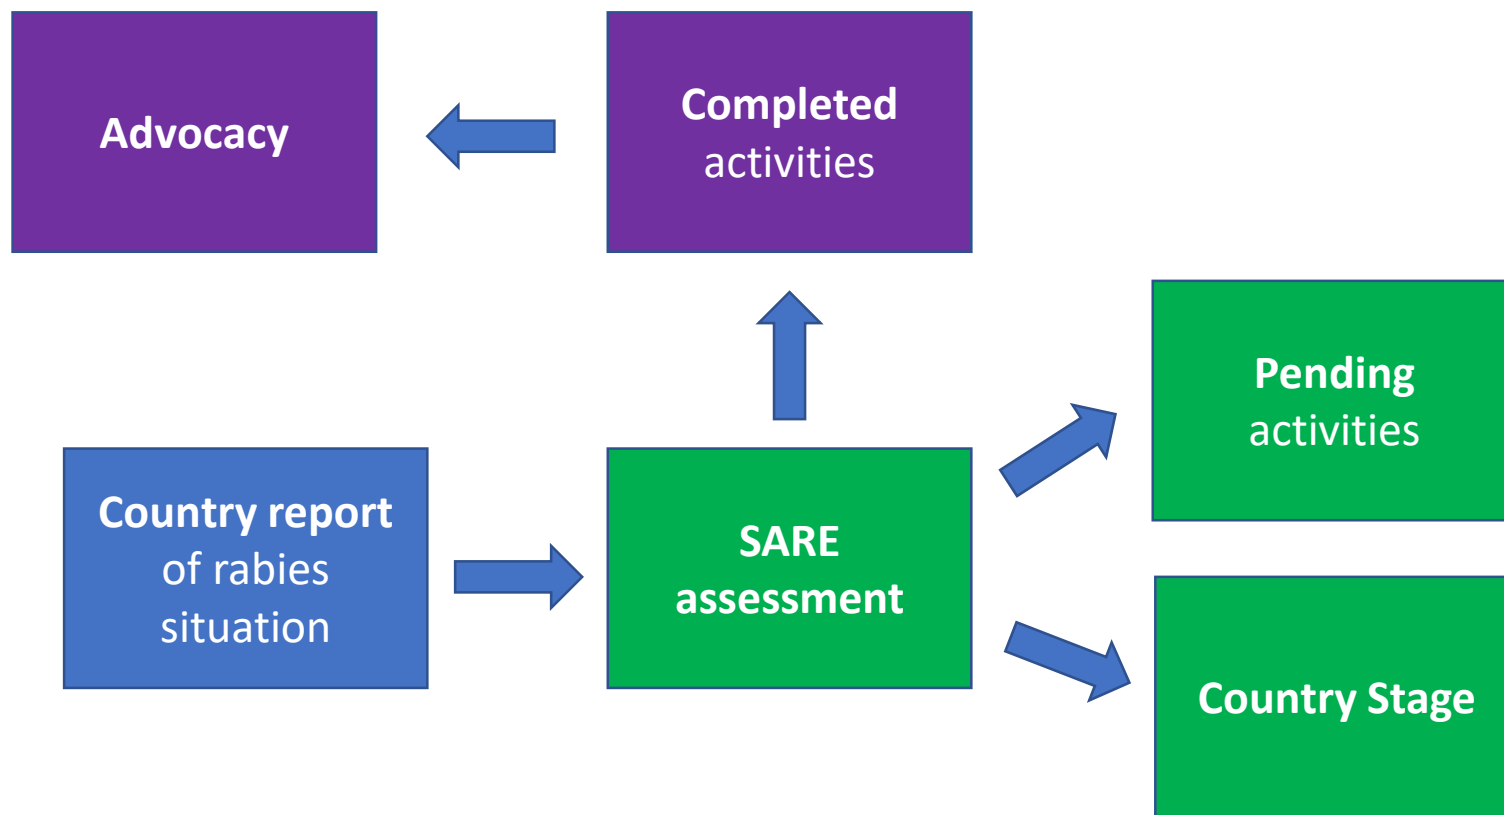 Advocacy
Completed
activities
Pending
activities
Country report
of rabies
situation
SARE
assessment
Country Stage